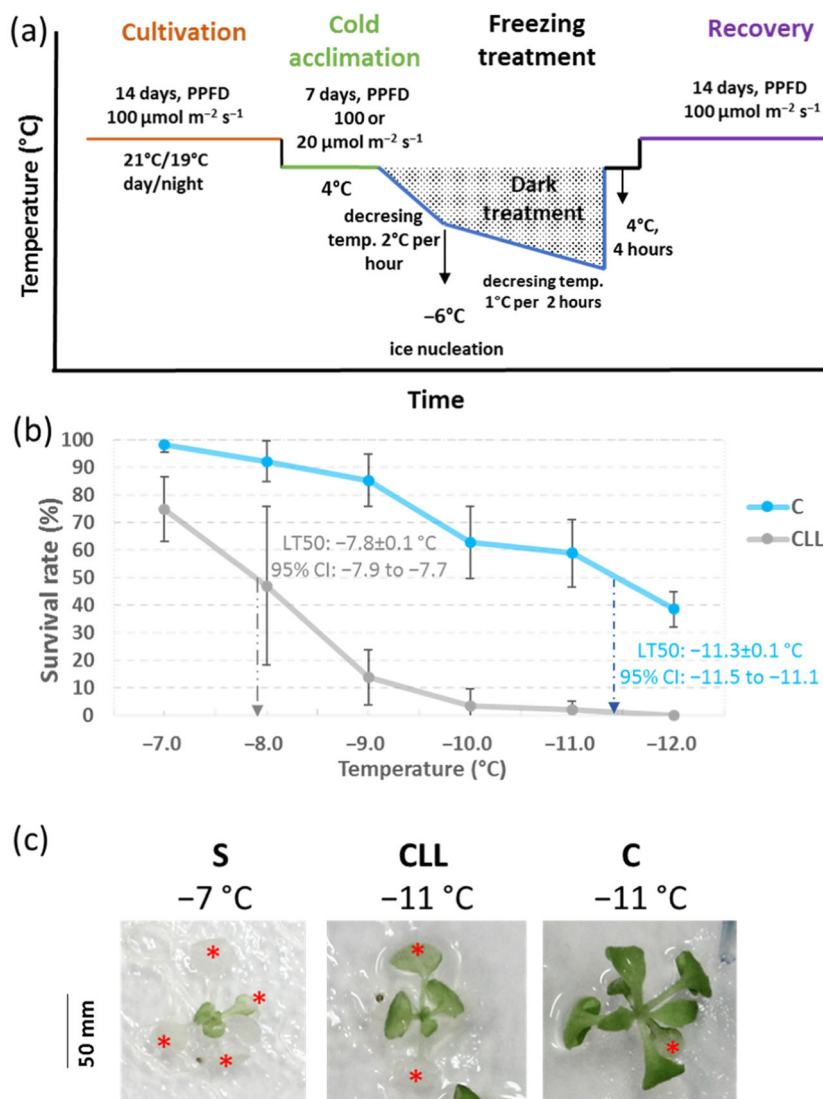 (a)
Cultivation
Cold
acclimation
Freezing
treatment
Recovery
14 days, PPFD
100 μmol m⁻² s⁻¹
7 days, PPFD
100 or
20 μmol m⁻² s⁻¹
14 days, PPFD
100 μmol m⁻² s⁻¹
Temperature (°C)
21°C/19°C
day/night
4°C
decresing
temp. 2°C per
hour
Dark
treatment
4°C,
4 hours
decresing temp.
1°C per 2 hours
−6°C
ice nucleation
Time
(b)
Survival rate (%)
100
90
80
70
60
50
40
30
20
10
0
LT50: −7.8±0.1 °C
95% CI: −7.9 to −7.7
LT50: −11.3±0.1 °C
95% CI: −11.5 to −11.1
C
CLL
−7.0 −8.0 −9.0 −10.0 −11.0 −12.0
Temperature (°C)
(c)
S
−7 °C
CLL
−11 °C
C
−11 °C
* * * *
* *
*
50 mm